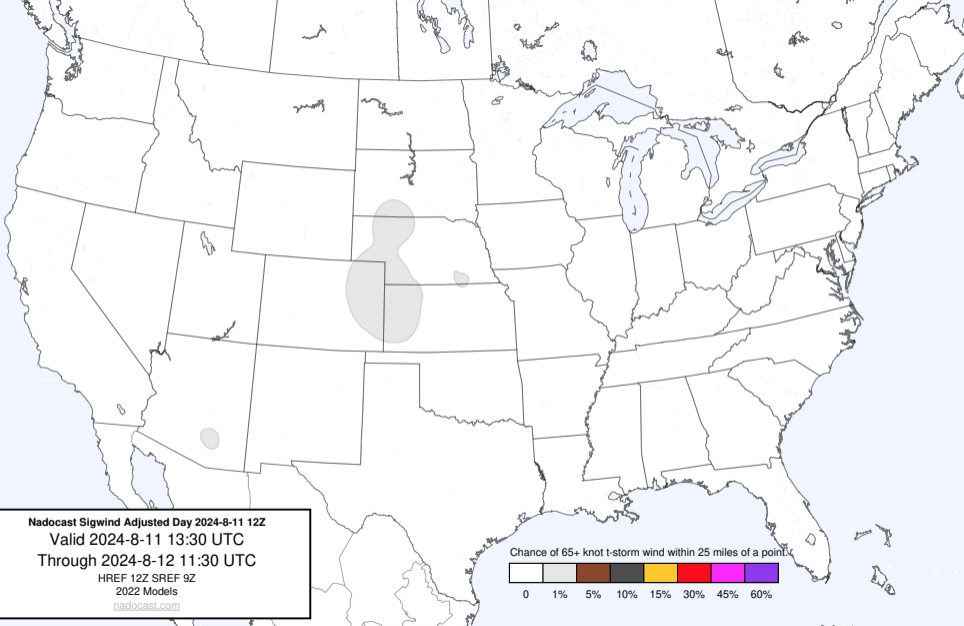 Nadocast Sigwind Adjusted Day 2024-8-11 12Z
Valid 2024-8-11 13:30 UTC
Through 2024-8-12 11:30 UTC
HREF 12Z SREF 9Z
2022 Models
nadocast.com
Chance of 65+ knot t-storm wind within 25 miles of a point.
0 1% 5% 10% 15% 30% 45% 60%